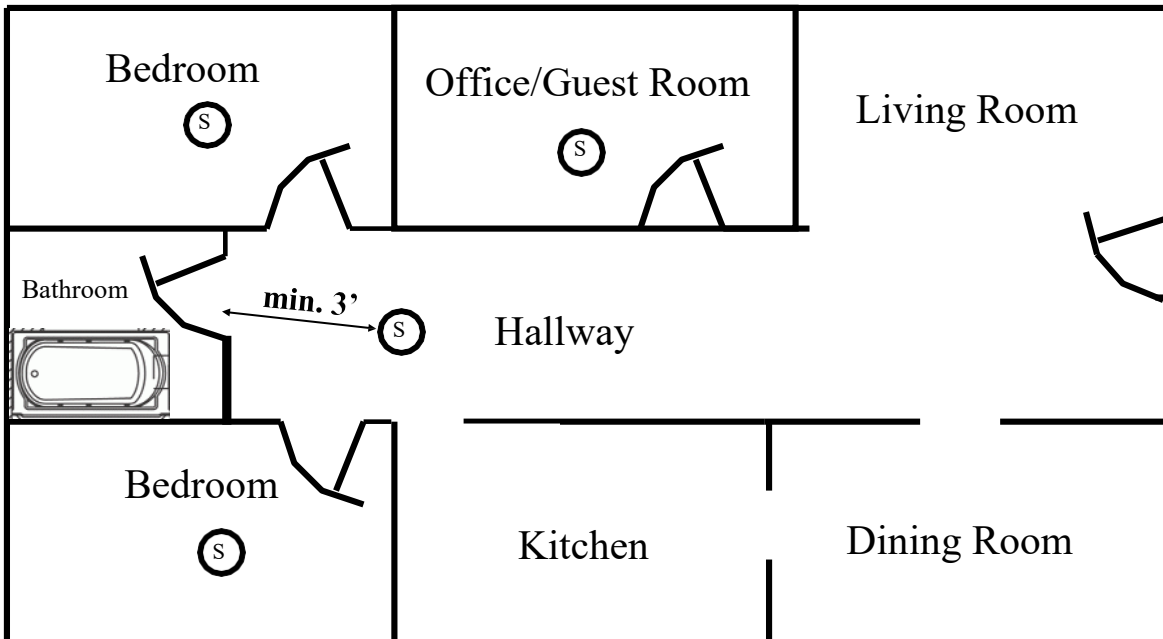 Bedroom
S
Office/Guest Room
S
Living Room
Bathroom
min. 3’
S
Hallway
Bedroom
S
Kitchen
Dining Room